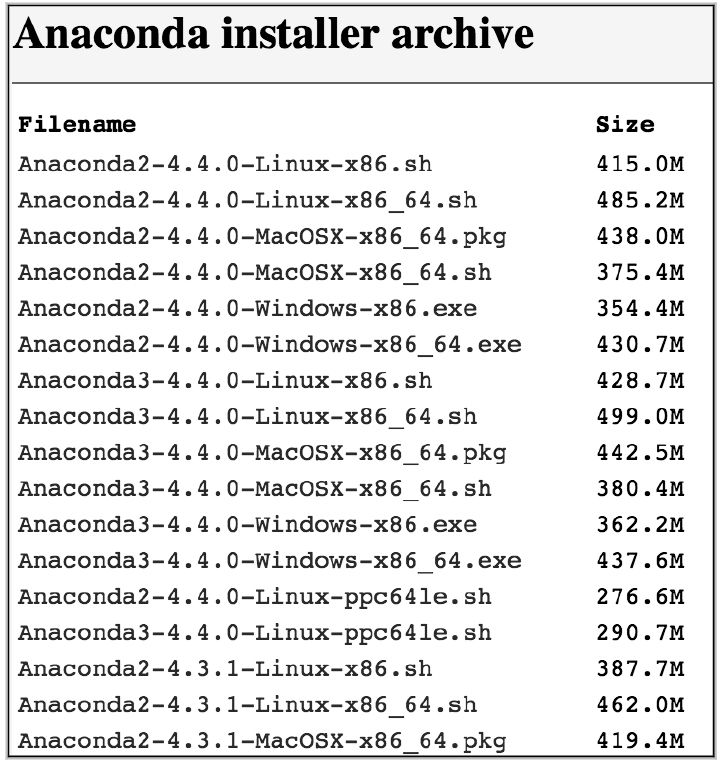 Anaconda installer archive
Filename Size
Anaconda2-4.4.0-Linux-x86.sh 415.0M
Anaconda2-4.4.0-Linux-x86_64.sh 485.2M
Anaconda2-4.4.0-MacOSX-x86_64.pkg 438.0M
Anaconda2-4.4.0-MacOSX-x86_64.sh 375.4M
Anaconda2-4.4.0-Windows-x86.exe 354.4M
Anaconda2-4.4.0-Windows-x86_64.exe 430.7M
Anaconda3-4.4.0-Linux-x86.sh 428.7M
Anaconda3-4.4.0-Linux-x86_64.sh 499.0M
Anaconda3-4.4.0-MacOSX-x86_64.pkg 442.5M
Anaconda3-4.4.0-MacOSX-x86_64.sh 380.4M
Anaconda3-4.4.0-Windows-x86.exe 362.2M
Anaconda3-4.4.0-Windows-x86_64.exe 437.6M
Anaconda2-4.4.0-Linux-ppc64le.sh 276.6M
Anaconda3-4.4.0-Linux-ppc64le.sh 290.7M
Anaconda2-4.3.1-Linux-x86.sh 387.7M
Anaconda2-4.3.1-Linux-x86_64.sh 462.0M
Anaconda2-4.3.1-MacOSX-x86_64.pkg 419.4M